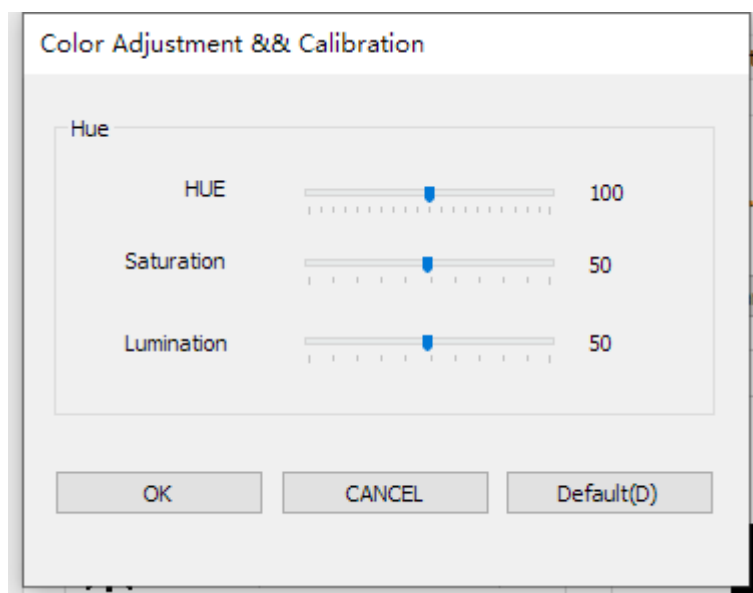 Color Adjustment && Calibration
Hue
HUE 100
Saturation 50
Lumination 50
OK CANCEL Default(D)